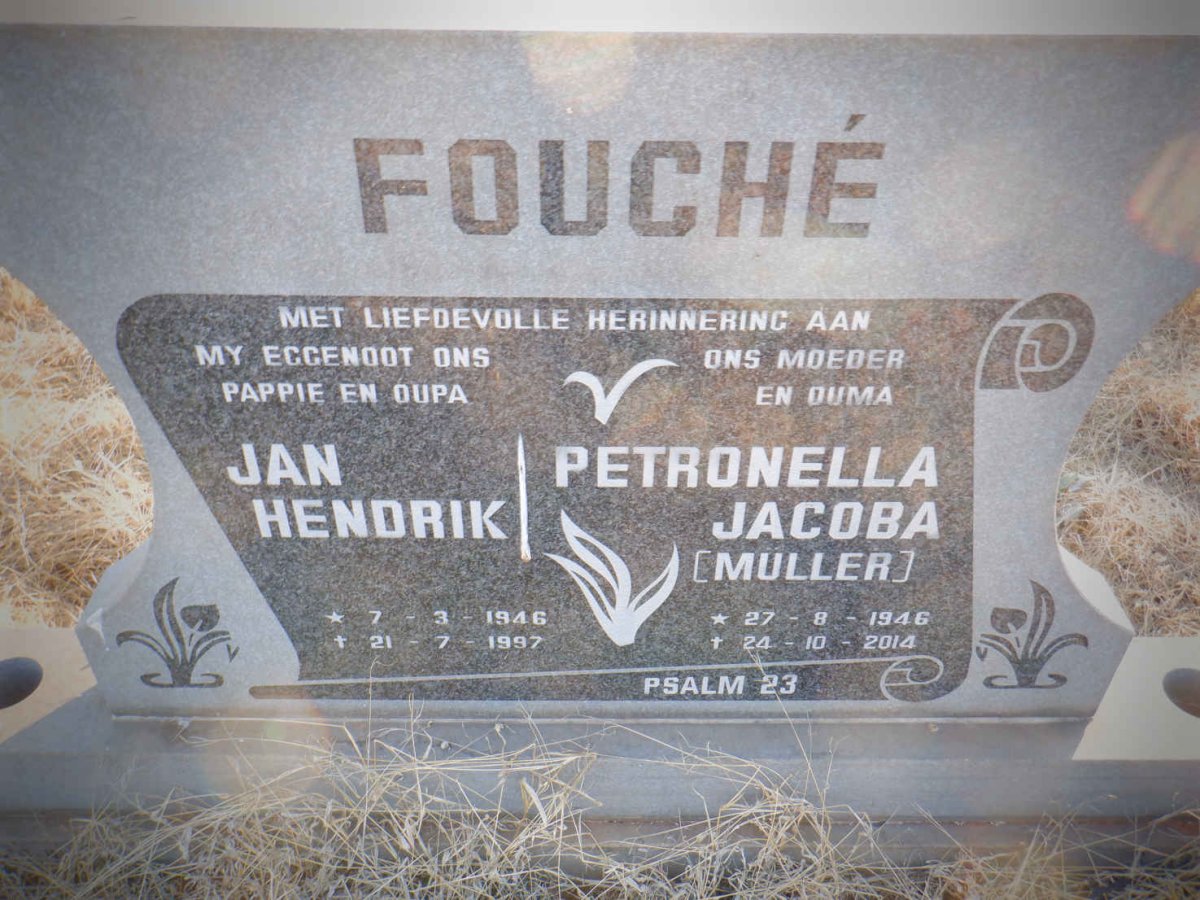 FOUCHÉ
MET LIEFDEVOLLE HERINNERING AAN
MY EGGENOOT ONS
PAPPIE EN OUPA
JAN
HENDRIK
★ 7 - 3 - 1946
✝ 21 - 7 - 1997
ONS MOEDER
EN OUMA
PETRONELLA
JACOBA
[MULLER]
★ 27 - 8 - 1946
✝ 24 - 10 - 2014
PSALM 23